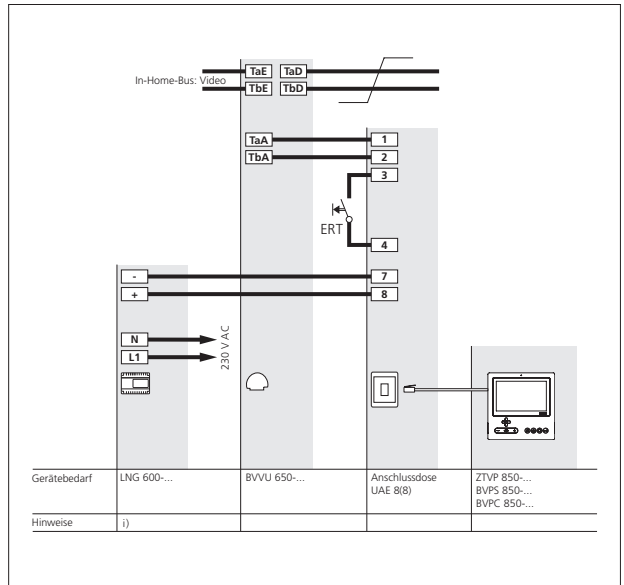 TaE TaD
In-Home-Bus: Video
TbE TbD
TaA 1
TbA 2
3
ERT
4
- 7
+ 8
N
L1
230 V AC
Gerätebedarf LNG 600-... BVVU 650-... Anschlussdose UAE 8(8) ZTVP 850-...
BVPS 850-...
BVPC 850-...
Hinweise i)